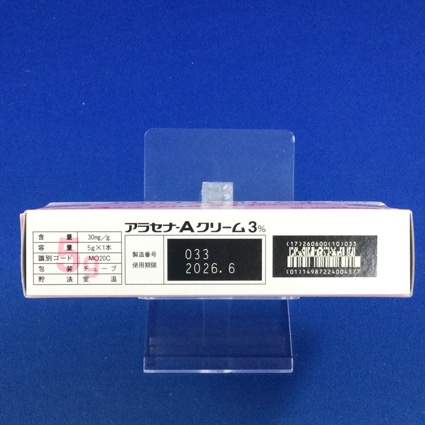 アラセナ-Aクリーム3%
含量 30mg/g
容量 5g×1本
識別コード MO20C
包装 チューブ
貯法 室温
5g
製造番号 033
使用期限 2026.6
(17)260600(10)033
(01)14987224004577